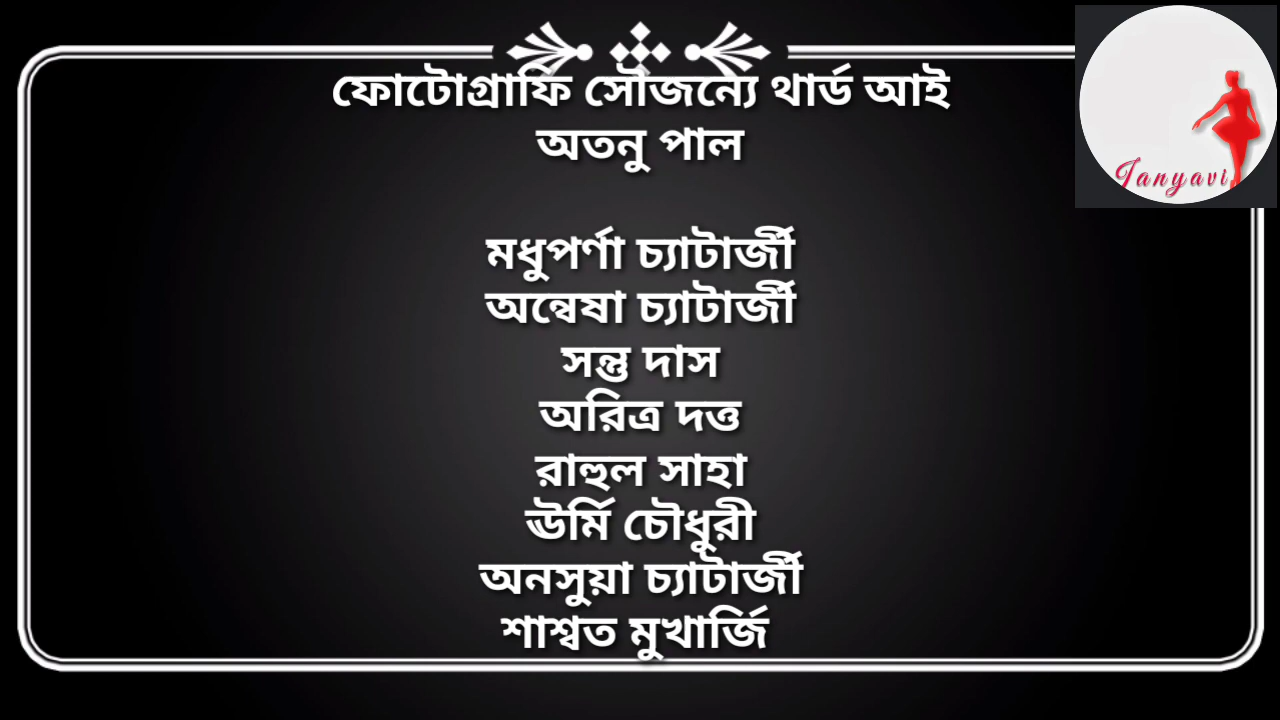 ফোটোগ্রাফি সৌজন্যে থার্ড আই
অতনু পাল
মধুপর্ণা চ্যাটার্জী
অন্বেষা চ্যাটার্জী
সন্তু দাস
অরিত্র দত্ত
রাহুল সাহা
ঊর্মি চৌধুরী
অনসুয়া চ্যাটার্জী
শাশ্বত মুখার্জি
Janyavi